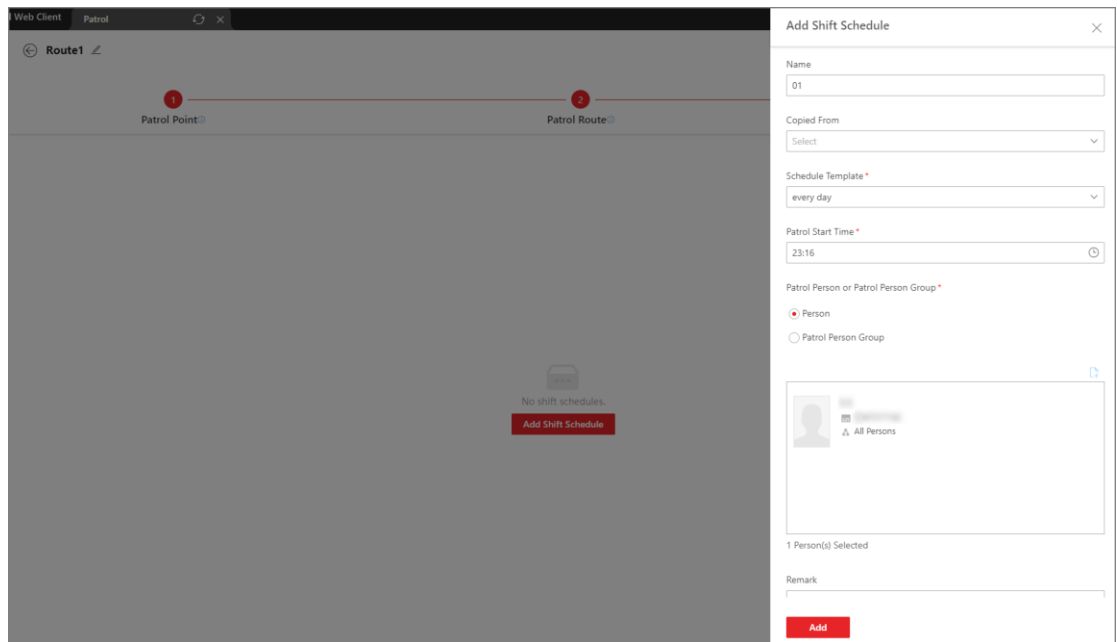 Web Client
Patrol
Route1
1
Patrol Point
2
Patrol Route
No shift schedules.
Add Shift Schedule
Add Shift Schedule
Name
01
Copied From
Select
Schedule Template*
every day
Patrol Start Time*
23:16
Patrol Person or Patrol Person Group*
Person
Patrol Person Group
All Persons
1 Person(s) Selected
Remark
Add